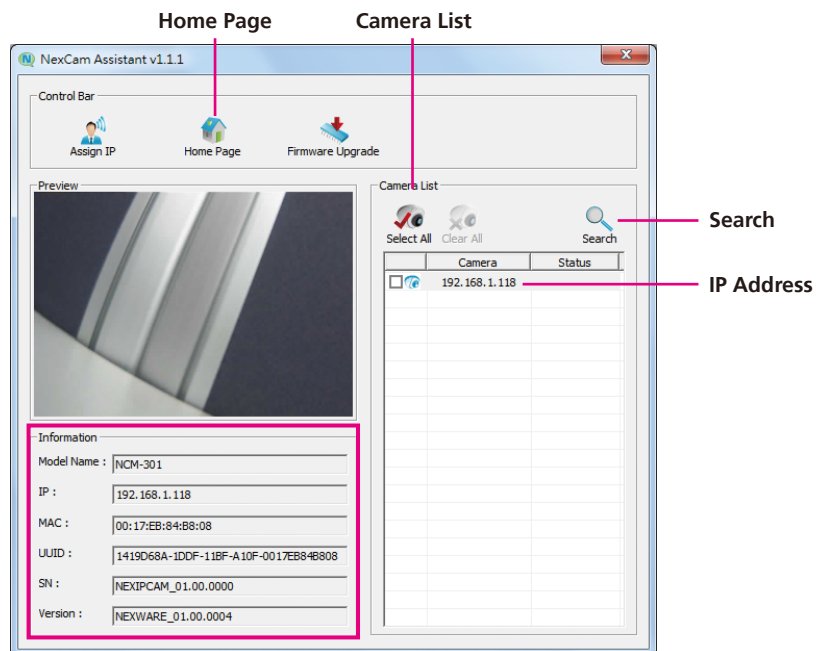 Home Page
Camera List
NexCam Assistant v1.1.1
Control Bar
Assign IP
Home Page
Firmware Upgrade
Preview
Camera List
Select All
Clear All
Search
Search
Camera
Status
192.168.1.118
IP Address
Information
Model Name :
NCM-301
IP :
192.168.1.118
MAC :
00:17:EB:84:B8:08
UUID :
1419D68A-1DDF-11BF-A10F-0017EB84B808
SN :
NEXIPCAM_01.00.0000
Version :
NEXWARE_01.00.0004